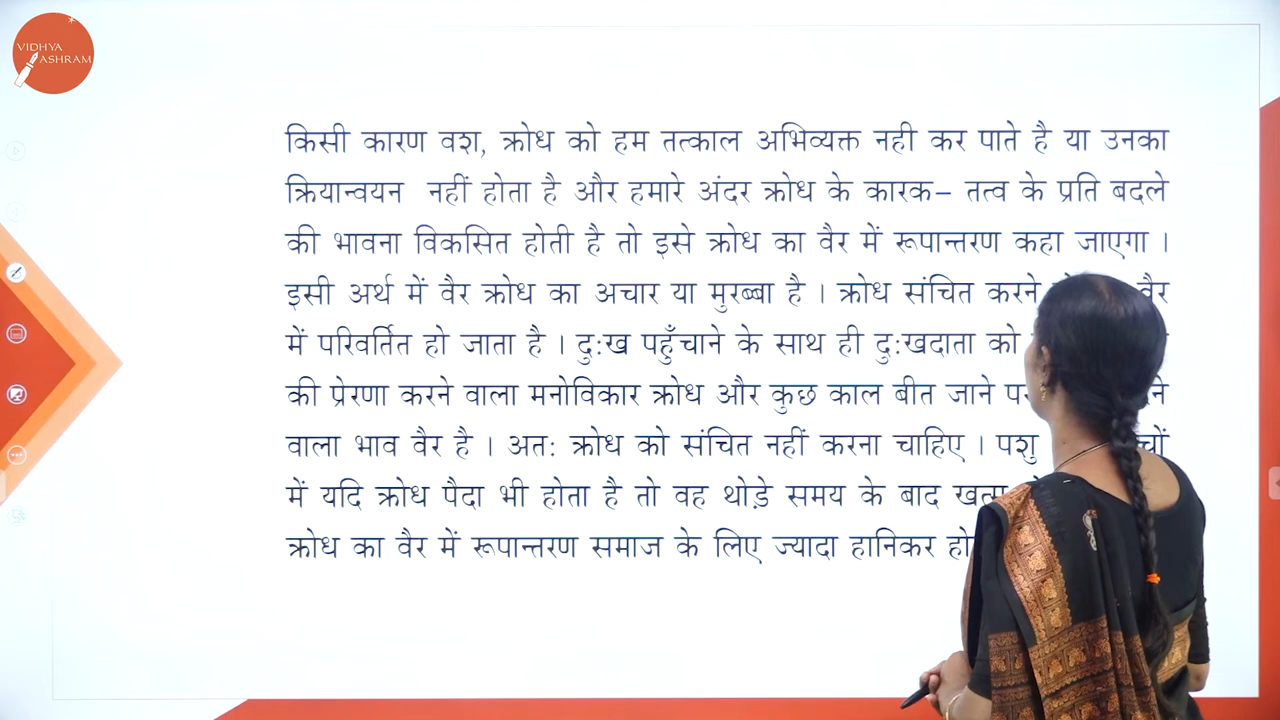 VIDHYA
ASHRAM
किसी कारण वश, क्रोध को हम तत्काल अभिव्यक्त नही कर पाते है या उनका
क्रियान्वयन नहीं होता है और हमारे अंदर क्रोध के कारक– तत्व के प्रति बदले
की भावना विकसित होती है तो इसे क्रोध का वैर में रूपान्तरण कहा जाएगा ।
इसी अर्थ में वैर क्रोध का अचार या मुरब्बा है । क्रोध संचित करने वैर
में परिवर्तित हो जाता है । दुःख पहुँचाने के साथ ही दुःखदाता को
की प्रेरणा करने वाला मनोविकार क्रोध और कुछ काल बीत जाने
वाला भाव वैर है । अतः क्रोध को संचित नहीं करना चाहिए । पशु
में यदि क्रोध पैदा भी होता है तो वह थोड़े समय के बाद
क्रोध का वैर में रूपान्तरण समाज के लिए ज्यादा हानिकर